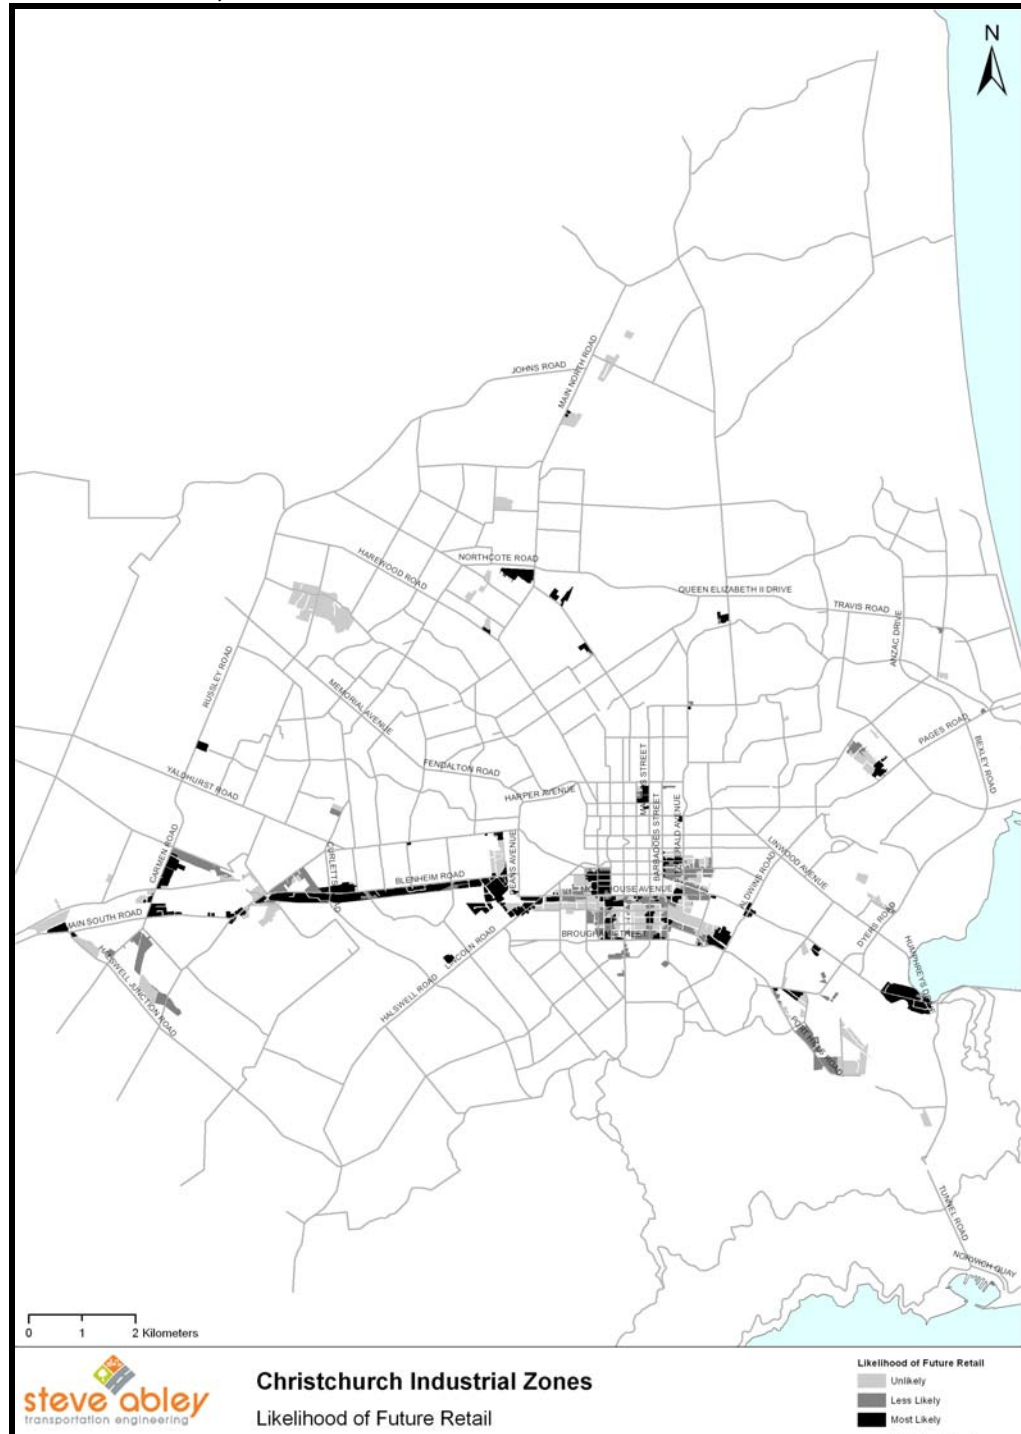 N
JOHNS ROAD
MAIN NORTH ROAD
NORTHCOTE ROAD
HAREWOOD ROAD
QUEEN ELIZABETH II DRIVE
TRAVIS ROAD
ANZAC DRIVE
RUSSLEY ROAD
MEMORIAL AVENUE
PAGES ROAD
BEXLEY ROAD
FENDALTON ROAD
YALDHURST ROAD
HARPER AVENUE
STREET
BARBADOES STREET
AVENUE
LINWOOD AVENUE
CARMEN ROAD
DEANS AVENUE
BLENHEIM ROAD
AVENUE
ROAD
MAIN SOUTH ROAD
LINCOLN ROAD
DYERS ROAD
HALSWELL JUNCTION ROAD
HALSWELL ROAD
TUNNEL ROAD
NORWICH QUAY
0 1 2 Kilometers
steve abley
transportation engineering
Christchurch Industrial Zones
Likelihood of Future Retail
Likelihood of Future Retail
Unlikely
Less Likely
Most Likely